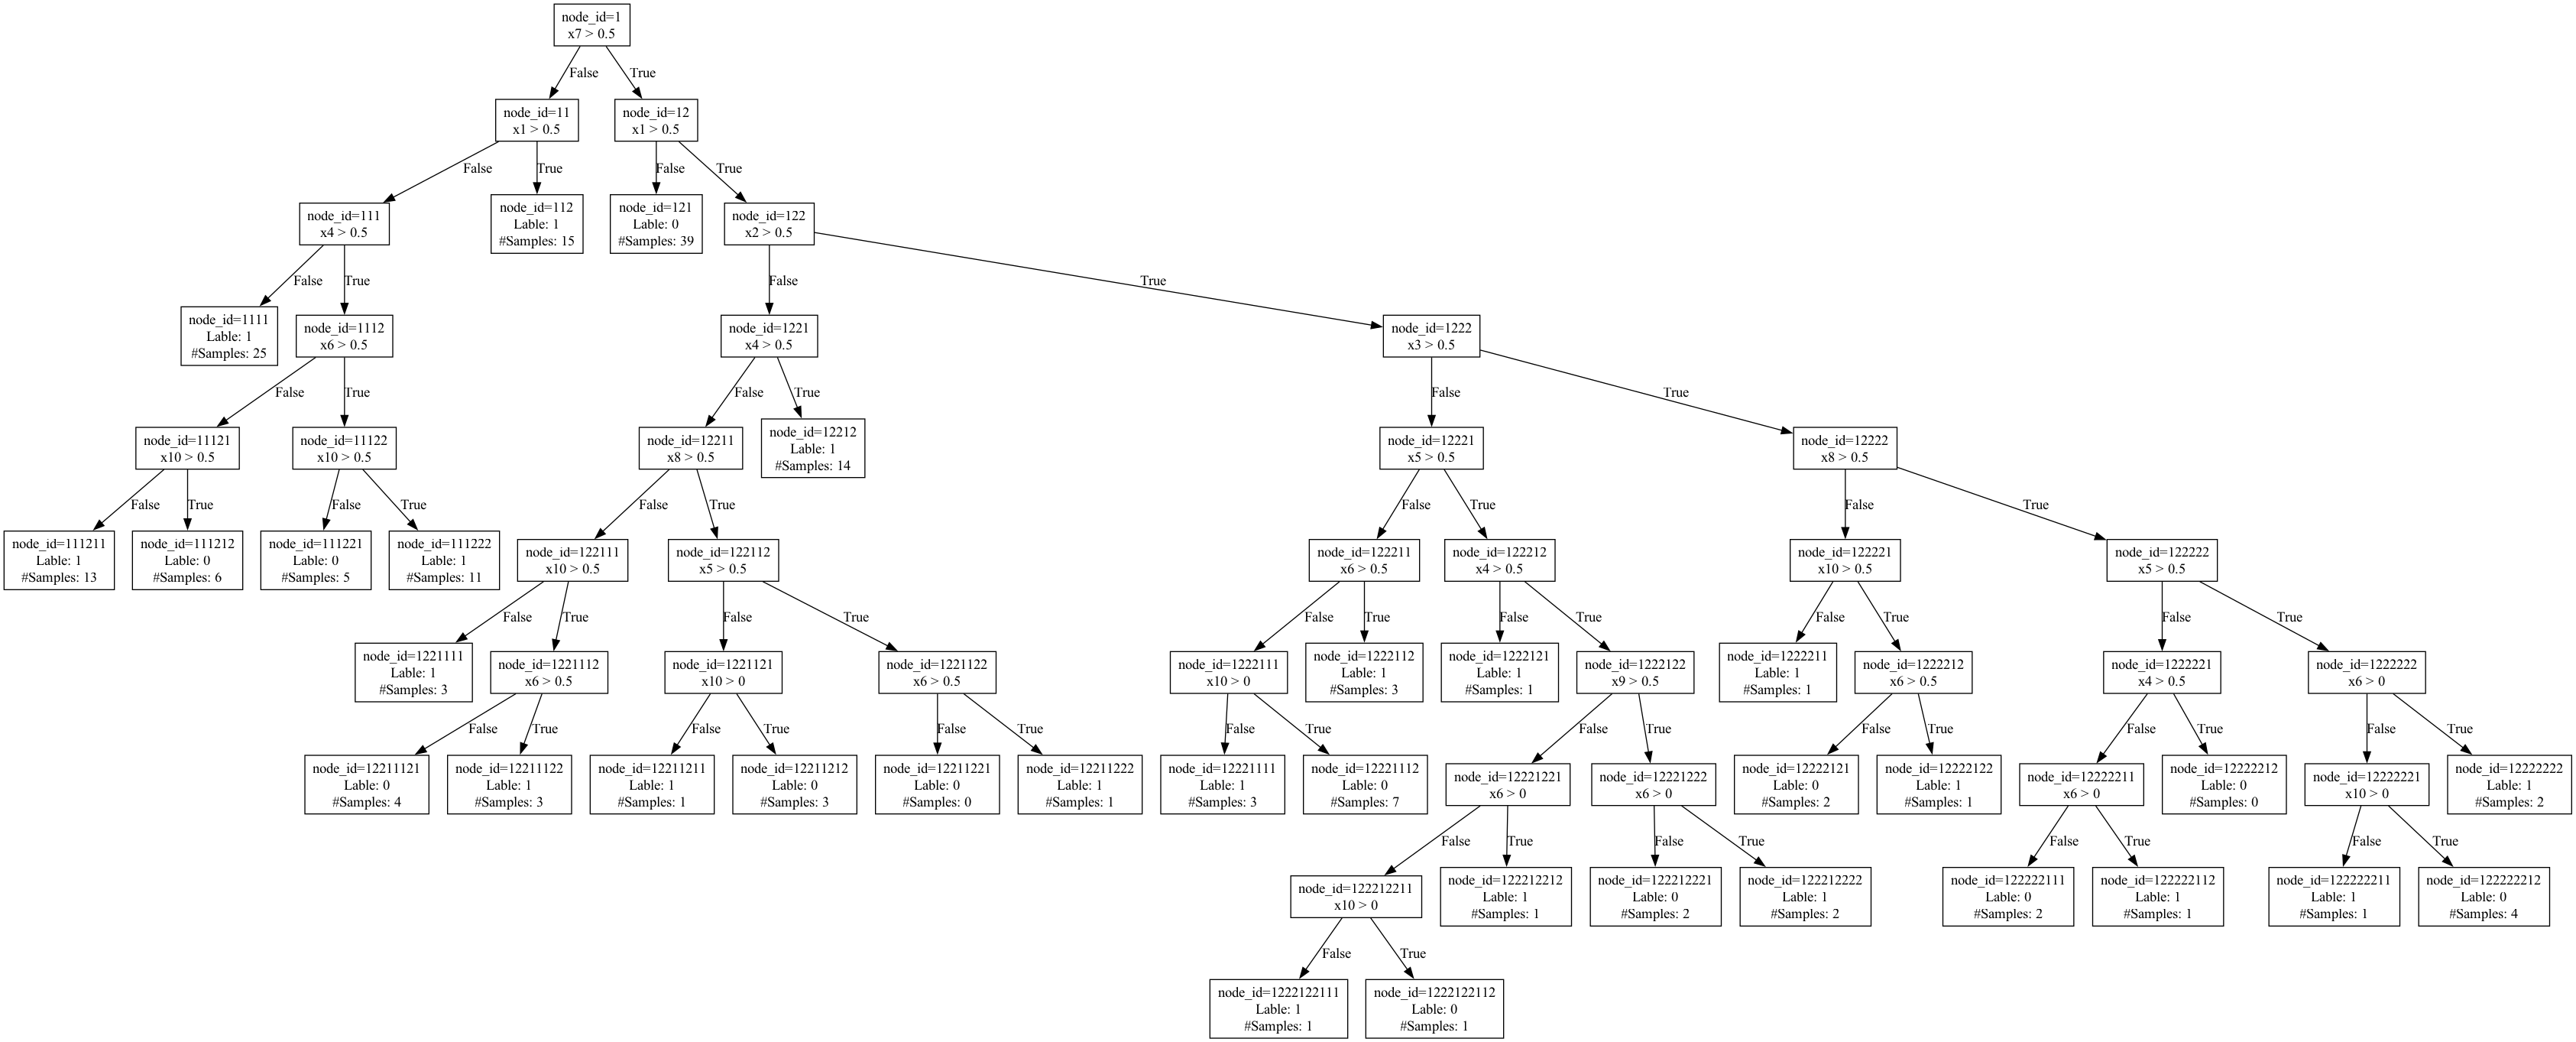 node_id=1
x7 > 0.5
False
True
node_id=11
x1 > 0.5
node_id=12
x1 > 0.5
False
True
False
True
node_id=111
x4 > 0.5
node_id=112
Lable: 1
#Samples: 15
node_id=121
Lable: 0
#Samples: 39
node_id=122
x2 > 0.5
False
True
False
True
node_id=1111
Lable: 1
#Samples: 25
node_id=1112
x6 > 0.5
node_id=1221
x4 > 0.5
node_id=1222
x3 > 0.5
False
True
False
True
False
True
node_id=11121
x10 > 0.5
node_id=11122
x10 > 0.5
node_id=12211
x8 > 0.5
node_id=12212
Lable: 1
#Samples: 14
node_id=12221
x5 > 0.5
node_id=12222
x8 > 0.5
False
True
False
True
False
True
False
True
False
True
node_id=111211
Lable: 1
#Samples: 13
node_id=111212
Lable: 0
#Samples: 6
node_id=111221
Lable: 0
#Samples: 5
node_id=111222
Lable: 1
#Samples: 11
node_id=122111
x10 > 0.5
node_id=122112
x5 > 0.5
node_id=122211
x6 > 0.5
node_id=122212
x4 > 0.5
node_id=122221
x10 > 0.5
node_id=122222
x5 > 0.5
False
True
False
True
False
True
False
True
False
True
False
True
node_id=1221111
Lable: 1
#Samples: 3
node_id=1221112
x6 > 0.5
node_id=1221121
x10 > 0
node_id=1221122
x6 > 0.5
node_id=1222111
x10 > 0
node_id=1222112
Lable: 1
#Samples: 3
node_id=1222121
Lable: 1
#Samples: 1
node_id=1222122
x9 > 0.5
node_id=1222211
Lable: 1
#Samples: 1
node_id=1222212
x6 > 0.5
node_id=1222221
x4 > 0.5
node_id=1222222
x6 > 0
False
True
False
True
False
True
False
True
False
True
False
True
False
True
False
True
node_id=12211121
Lable: 0
#Samples: 4
node_id=12211122
Lable: 1
#Samples: 3
node_id=12211211
Lable: 1
#Samples: 1
node_id=12211212
Lable: 0
#Samples: 3
node_id=12211221
Lable: 0
#Samples: 0
node_id=12211222
Lable: 1
#Samples: 1
node_id=12221111
Lable: 1
#Samples: 3
node_id=12221112
Lable: 0
#Samples: 7
node_id=12221221
x6 > 0
node_id=12221222
x6 > 0
node_id=12222121
Lable: 0
#Samples: 2
node_id=12222122
Lable: 1
#Samples: 1
node_id=12222211
x6 > 0
node_id=12222212
Lable: 0
#Samples: 0
node_id=12222221
x10 > 0
node_id=12222222
Lable: 1
#Samples: 2
False
True
False
True
False
True
False
True
node_id=122212211
x10 > 0
node_id=122212212
Lable: 1
#Samples: 1
node_id=122212221
Lable: 0
#Samples: 2
node_id=122212222
Lable: 1
#Samples: 2
node_id=122222111
Lable: 0
#Samples: 2
node_id=122222112
Lable: 1
#Samples: 1
node_id=122222211
Lable: 1
#Samples: 1
node_id=122222212
Lable: 0
#Samples: 4
False
True
node_id=1222122111
Lable: 1
#Samples: 1
node_id=1222122112
Lable: 0
#Samples: 1